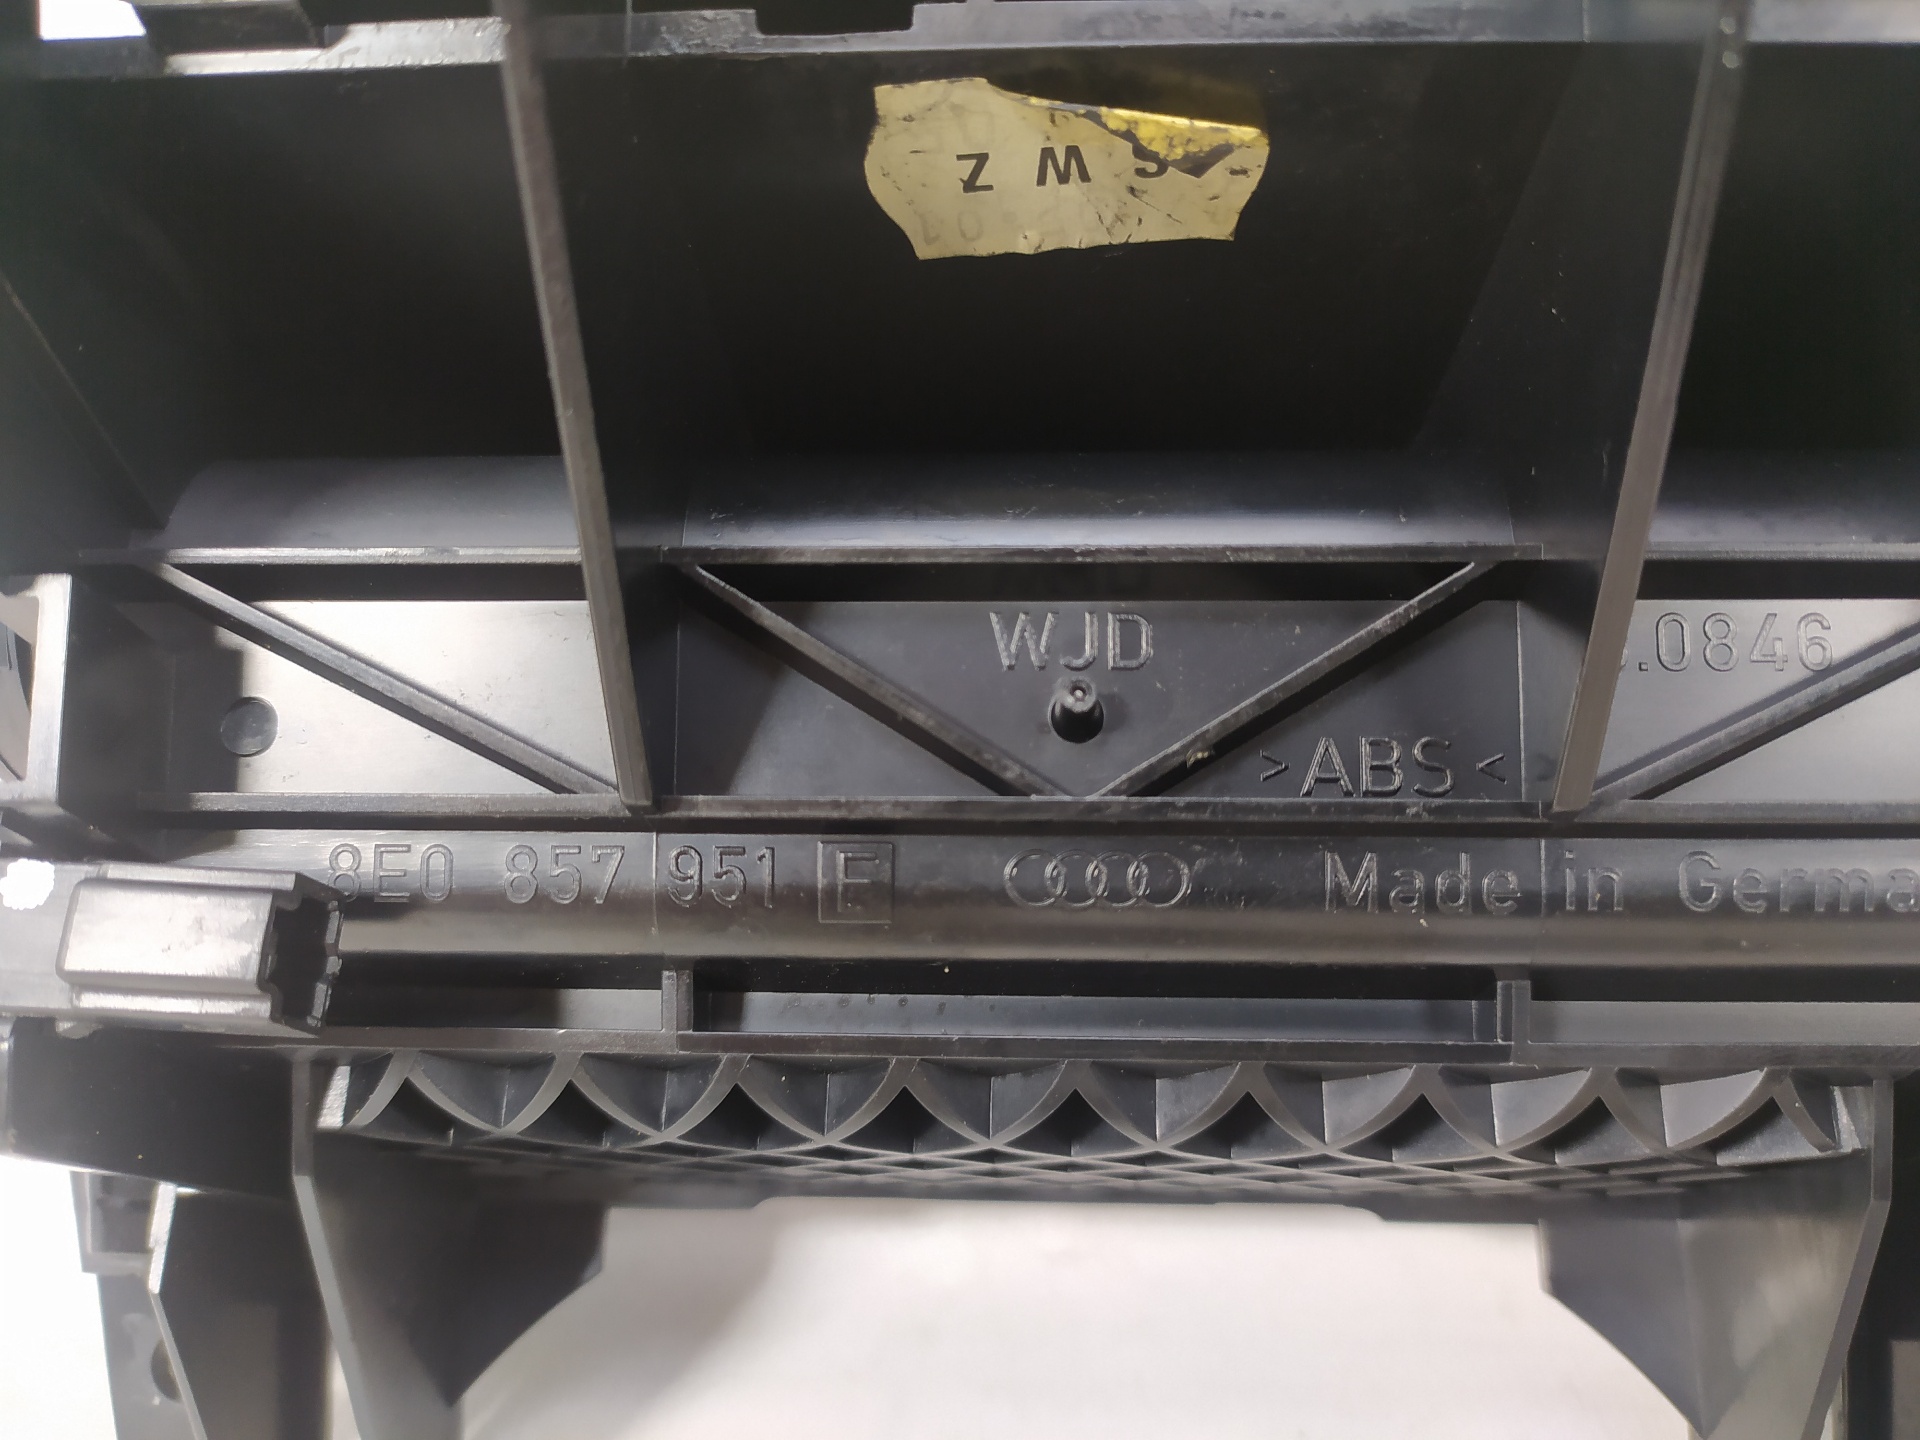 Z W S
WJD
.0846
>ABS<
8E0 857 951 E
Made in Germa